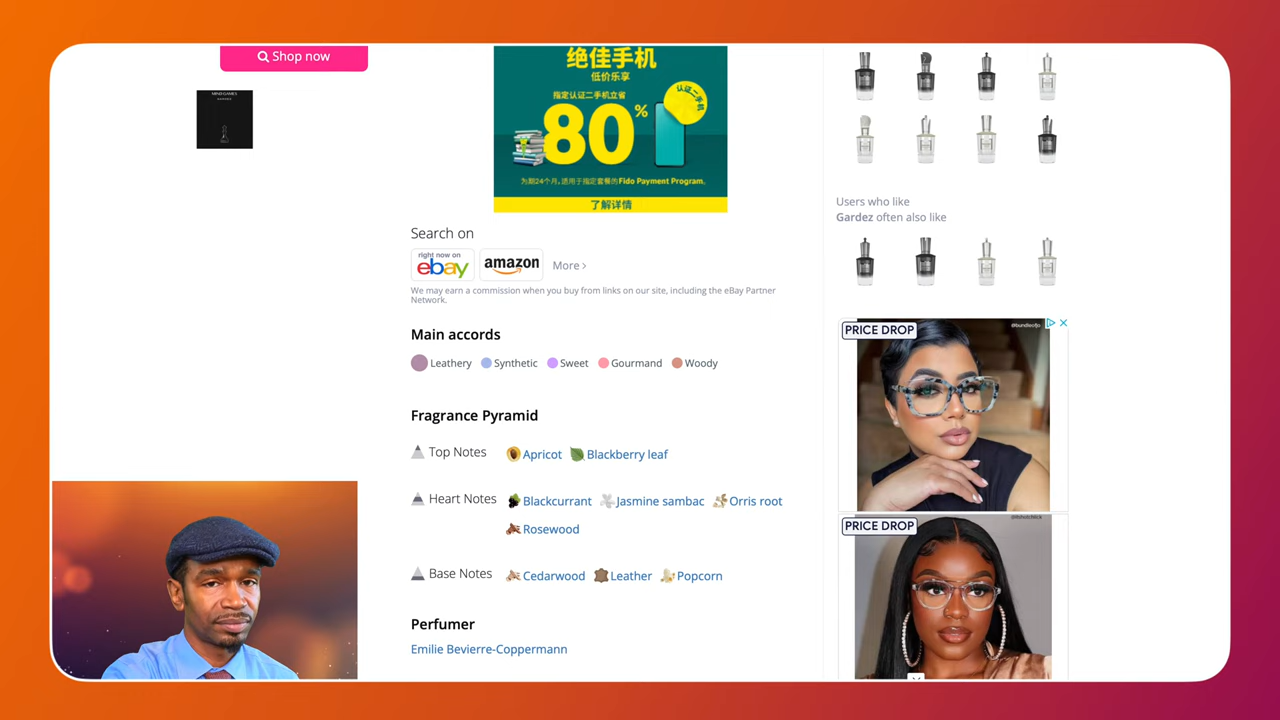 Shop now
MIND GAMES
绝佳手机
低价乐享
指定认证二手机立省
80%
认证二手机
为期24个月。适用于指定套餐的Fido Payment Program。
了解详情
Search on
right now on
ebay
amazon
More ›
We may earn a commission when you buy from links on our site, including the eBay Partner
Network.
Main accords
Leathery Synthetic Sweet Gourmand Woody
Fragrance Pyramid
Top Notes Apricot Blackberry leaf
Heart Notes Blackcurrant Jasmine sambac Orris root
Rosewood
Base Notes Cedarwood Leather Popcorn
Perfumer
Emilie Bevierre-Coppermann
Users who like
Gardez often also like
PRICE DROP
@bundleofjo
PRICE DROP